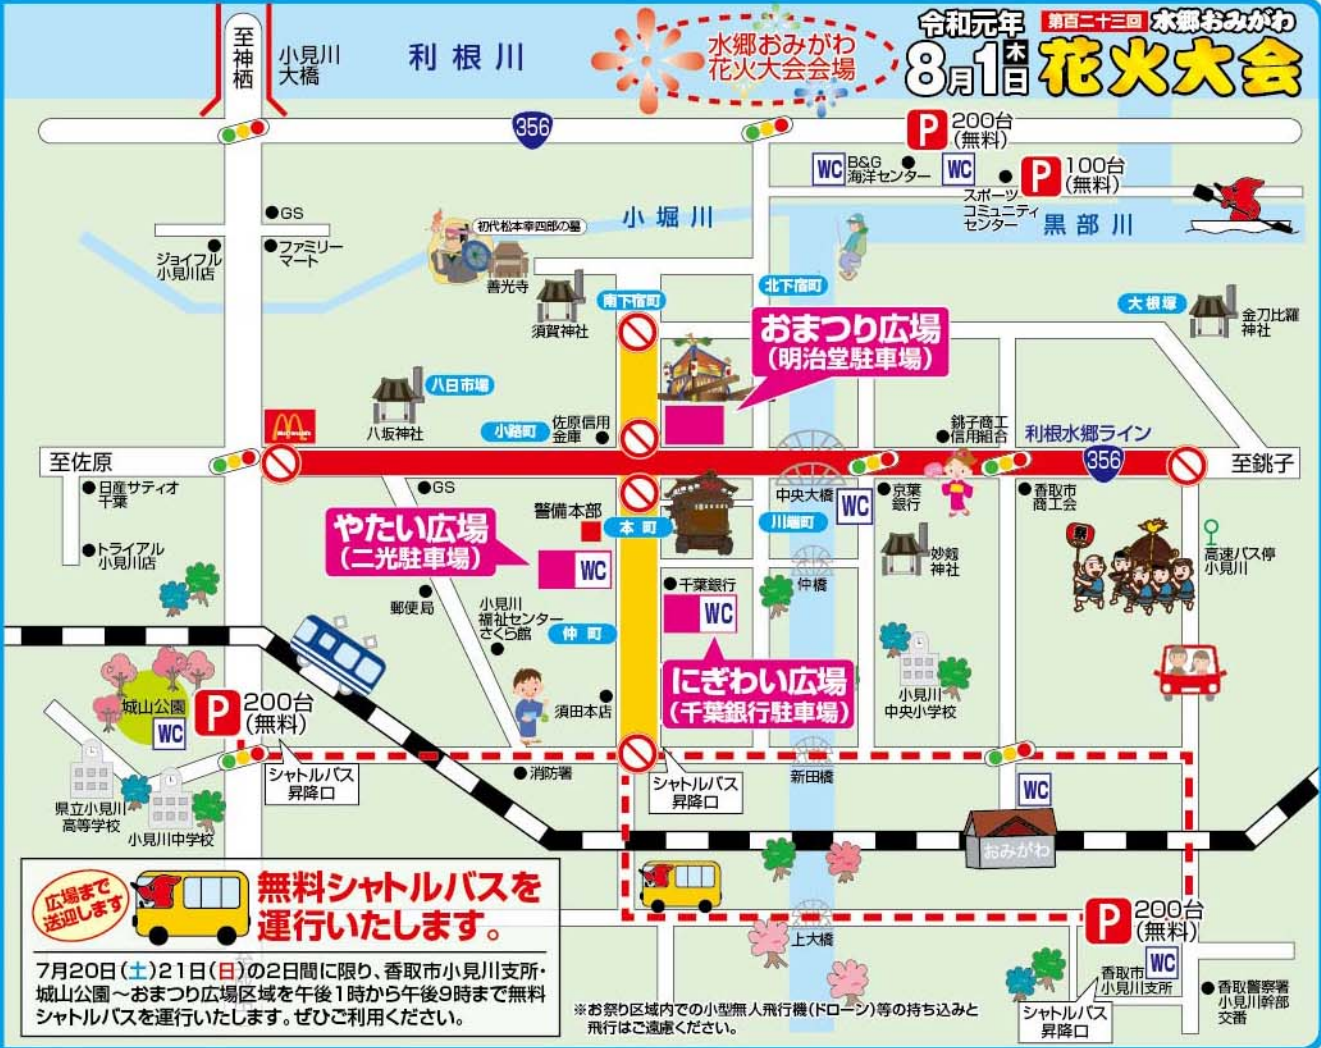 令和元年
8月1日
木
第百二十三回
水郷おみがわ
花火大会
水郷おみがわ
花火大会会場
利根川
至神栖
小見川
大橋
356
P
200台
(無料)
WC
B&G
海洋センター
WC
P
100台
(無料)
スポーツ
コミュニティ
センター
黒部川
小堀川
GS
ファミリー
マート
ジョイフル
小見川店
初代松本幸四郎の墓
善光寺
須賀神社
南下宿町
北下宿町
おまつり広場
(明治堂駐車場)
大根塚
金刀比羅
神社
八日市場
八坂神社
小路町
佐原信用
金庫
銚子商工
信用組合
利根水郷ライン
356
至佐原
至銚子
McDonald's
日産サティオ
千葉
トライアル
小見川店
GS
やたい広場
(二光駐車場)
WC
警備本部
本町
中央大橋
WC
川端町
京葉
銀行
香取市
商工会
妙剱
神社
高速バス停
小見川
祭
郵便局
小見川
福祉センター
さくら館
仲町
千葉銀行
WC
仲橋
にぎわい広場
(千葉銀行駐車場)
小見川
中央小学校
須田本店
城山公園
WC
P
200台
(無料)
シャトルバス
昇降口
消防署
シャトルバス
昇降口
新田橋
県立小見川
高等学校
小見川中学校
WC
おみがわ
上大橋
P
200台
(無料)
WC
香取市
小見川支所
シャトルバス
昇降口
香取警察署
小見川幹部
交番
広場まで
送迎します
無料シャトルバスを
運行いたします。
7月20日(土)21日(日)の2日間に限り、香取市小見川支所・
城山公園〜おまつり広場区域を午後1時から午後9時まで無料
シャトルバスを運行いたします。ぜひご利用ください。
※お祭り区域内での小型無人飛行機(ドローン)等の持ち込みと
飛行はご遠慮ください。